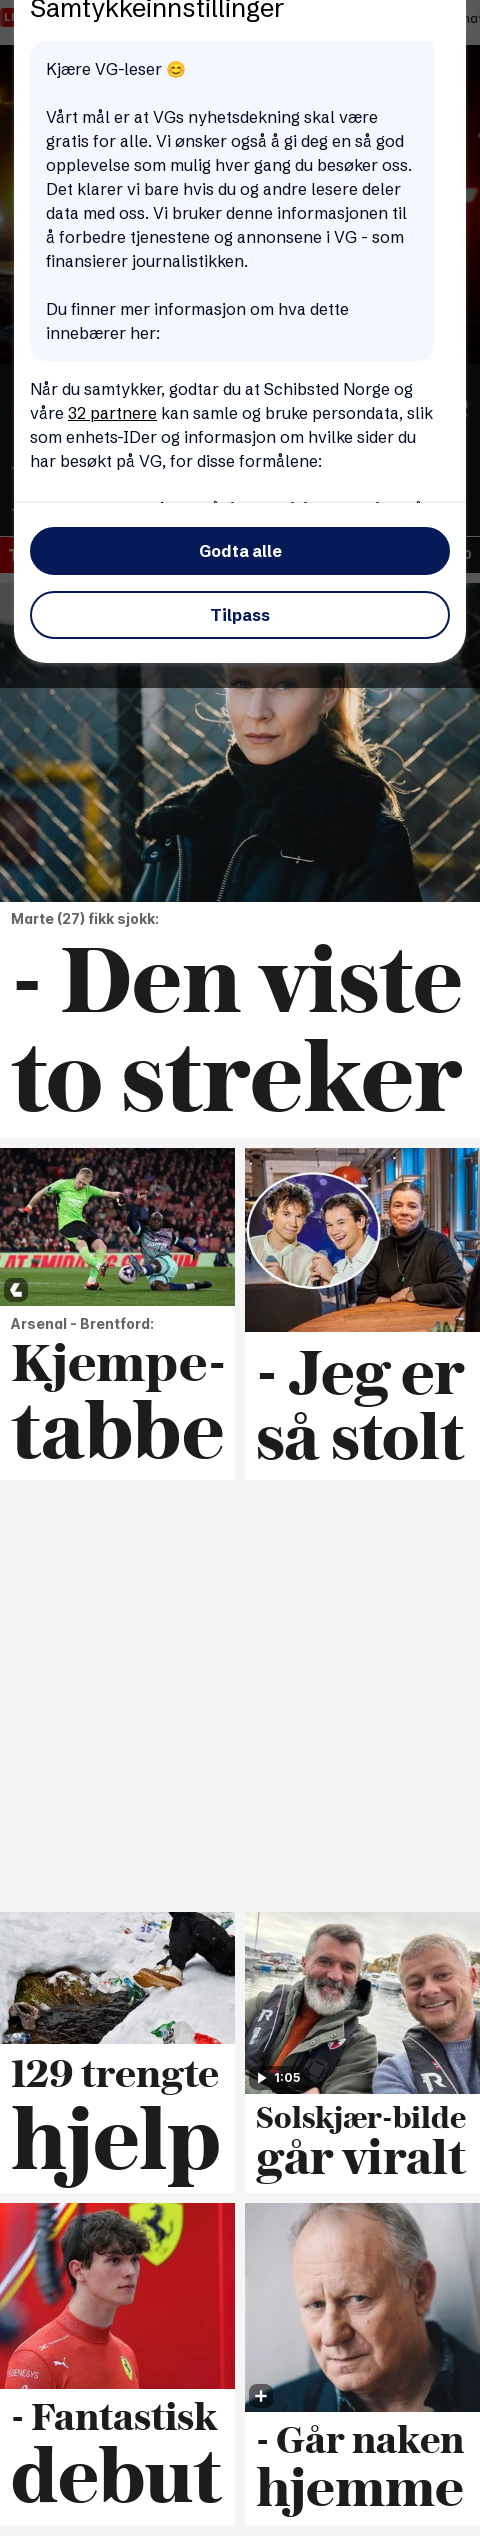 Samtykkeinnstillinger
Kjære VG-leser 😊
Vårt mål er at VGs nyhetsdekning skal være
gratis for alle. Vi ønsker også å gi deg en så god
opplevelse som mulig hver gang du besøker oss.
Det klarer vi bare hvis du og andre lesere deler
data med oss. Vi bruker denne informasjonen til
å forbedre tjenestene og annonsene i VG - som
finansierer journalistikken.
Du finner mer informasjon om hva dette
innebærer her:
Når du samtykker, godtar du at Schibsted Norge og
våre 32 partnere kan samle og bruke persondata, slik
som enhets-IDer og informasjon om hvilke sider du
har besøkt på VG, for disse formålene:
Godta alle
Tilpass
Marte (27) fikk sjokk:
- Den viste
to streker
Arsenal - Brentford:
Kjempe-
tabbe
- Jeg er
så stolt
129 trengte
hjelp
1:05
Solskjær-bilde
går viralt
- Fantastisk
debut
- Går naken
hjemme